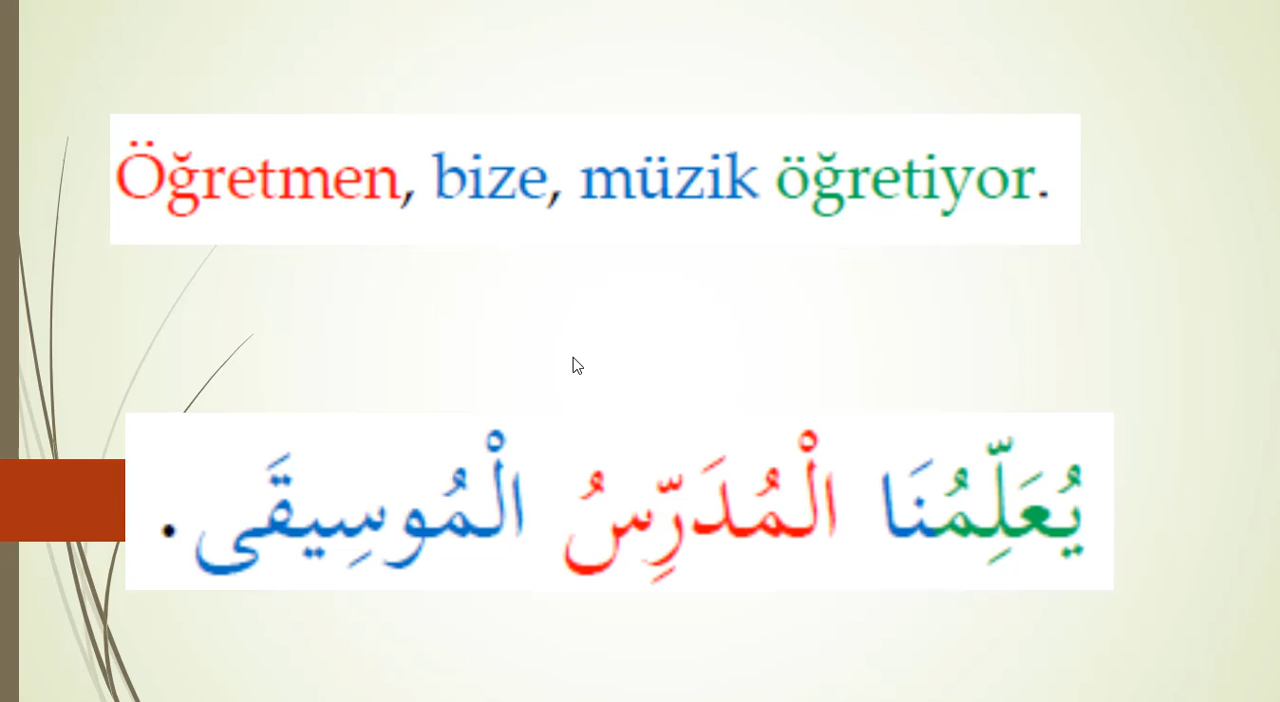 Öğretmen, bize, müzik öğretiyor.
يُعَلِّمُنَا الْمُدَرِّسُ الْمُوسِيقَى .